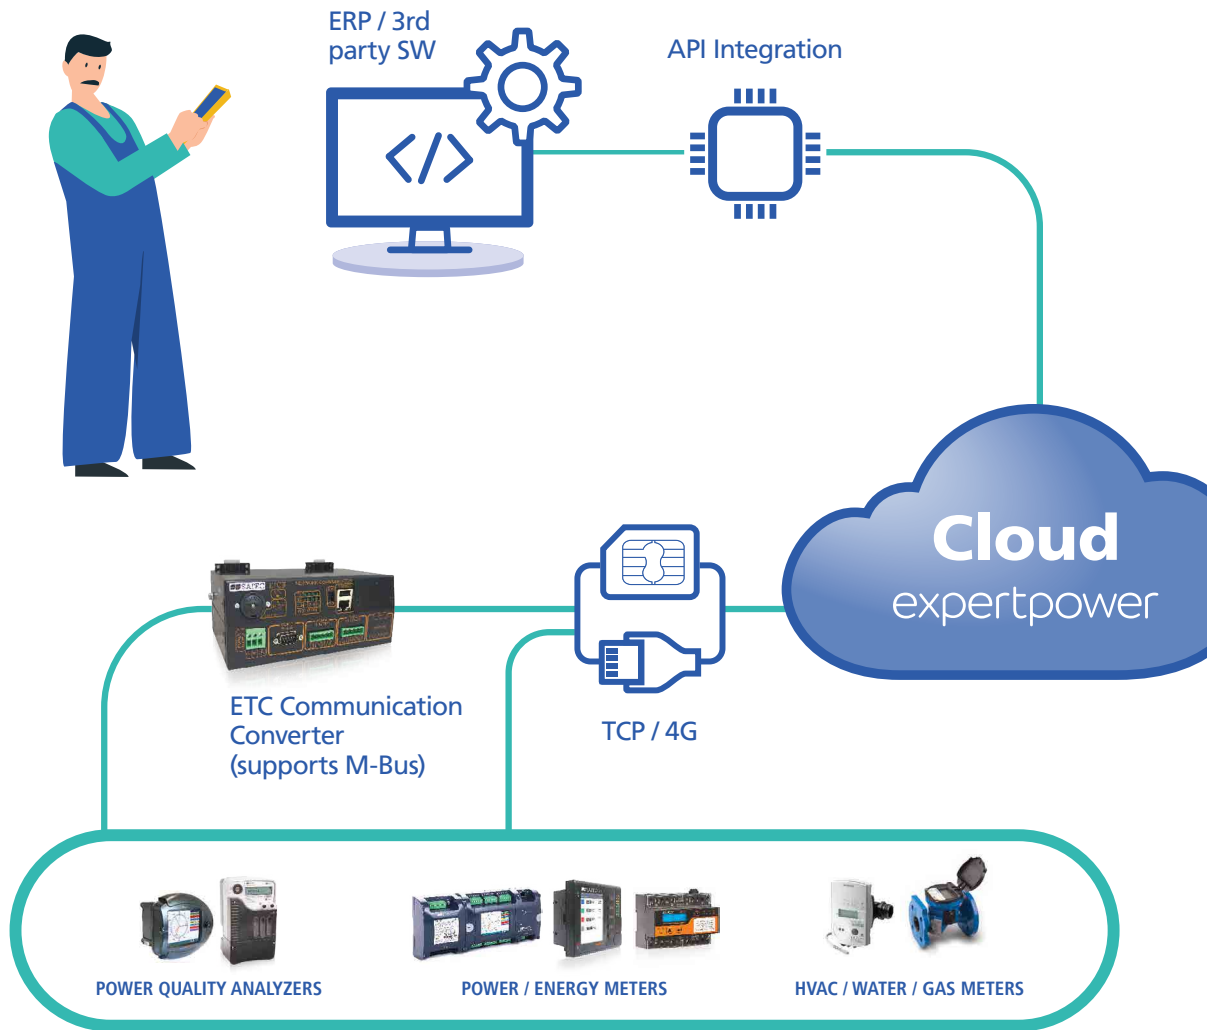 ERP / 3rd
party SW
API Integration
</>
Cloud
expertpower
SATEC
ETC Communication
Converter
(supports M-Bus)
TCP / 4G
POWER QUALITY ANALYZERS
POWER / ENERGY METERS
HVAC / WATER / GAS METERS